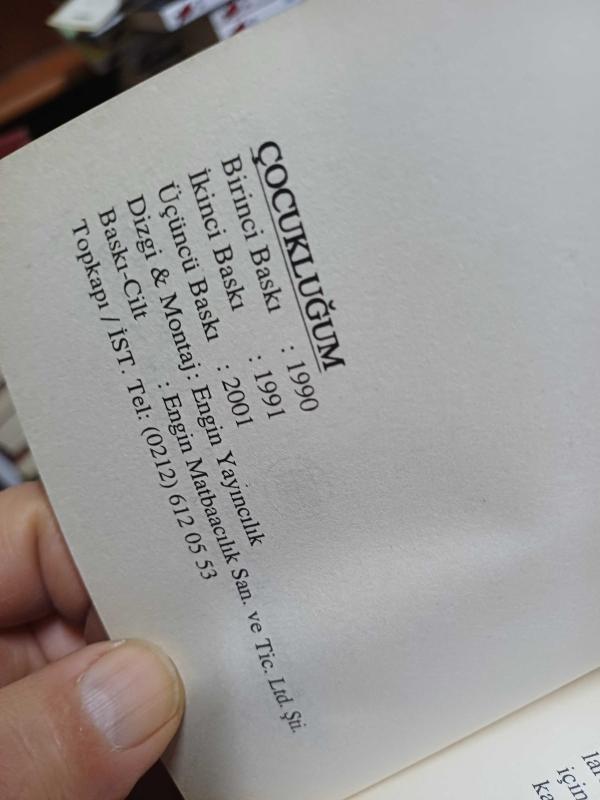 ÇOCUKLUĞUM
Birinci Baskı : 1990
İkinci Baskı : 1991
Üçüncü Baskı : 2001
Dizgi & Montaj : Engin Yayıncılık
Baskı-Cilt : Engin Matbaacılık San. ve Tic. Ltd. Şti.
Topkapı / İST. Tel: (0212) 612 05 53
için